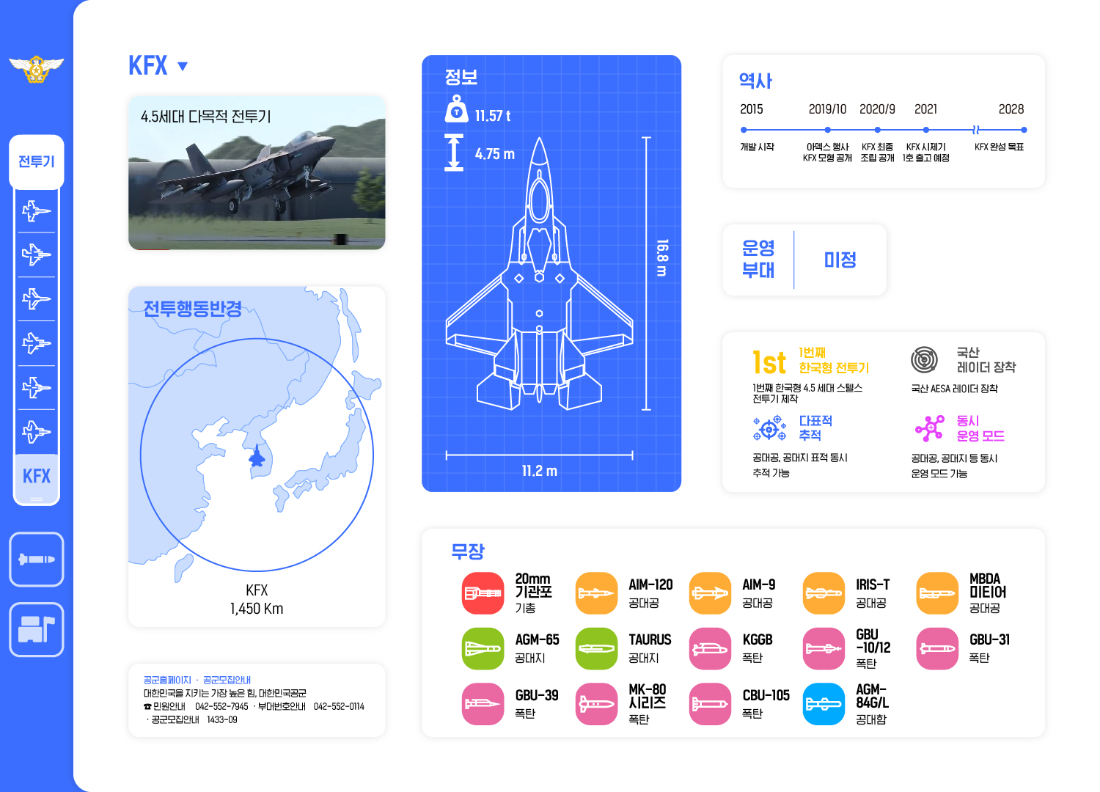 전투기
KFX
KFX ▼
4.5세대 다목적 전투기
전투행동반경
KFX
1,450 Km
공군홈페이지 · 공군모집안내
대한민국을 지키는 가장 높은 힘, 대한민국공군
☎ 민원안내 042-552-7945 · 부대번호안내 042-552-0114
· 공군모집안내 1433-09
정보
T
11.57 t
4.75 m
16.8 m
11.2 m
역사
2015 2019/10 2020/9 2021 2028
개발 시작 아덱스 행사 KFX 최종 KFX 시제기 KFX 완성 목표
KFX 모형 공개 조립 공개 1호 출고 예정
운영
부대
미정
1st
1번째
한국형 전투기
1번째 한국형 4.5 세대 스텔스
전투기 제작
국산
레이더 장착
국산 AESA 레이더 장착
다표적
추적
공대공, 공대지 표적 동시
추적 가능
동시
운영 모드
공대공, 공대지 등 동시
운영 모드 가능
무장
20mm
기관포
기총
AIM-120
공대공
AIM-9
공대공
IRIS-T
공대공
MBDA
미티어
공대공
AGM-65
공대지
TAURUS
공대지
KGGB
폭탄
GBU
-10/12
폭탄
GBU-31
폭탄
GBU-39
폭탄
MK-80
시리즈
폭탄
CBU-105
폭탄
AGM-
84G/L
공대함